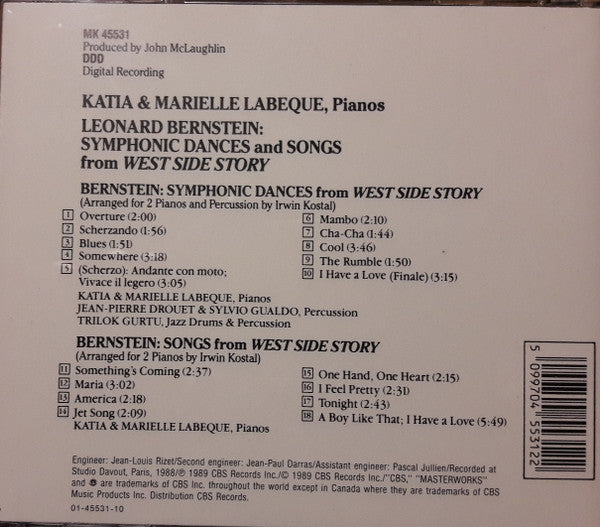 MK 45531
Produced by John McLaughlin
DDD
Digital Recording
KATIA & MARIELLE LABEQUE, Pianos
LEONARD BERNSTEIN:
SYMPHONIC DANCES and SONGS
from WEST SIDE STORY
BERNSTEIN: SYMPHONIC DANCES from WEST SIDE STORY
(Arranged for 2 Pianos and Percussion by Irwin Kostal)
1 Overture (2:00)
2 Scherzando (1:56)
3 Blues (1:51)
4 Somewhere (3:18)
5 (Scherzo): Andante con moto;
Vivace il legero (3:05)
6 Mambo (2:10)
7 Cha-Cha (1:44)
8 Cool (3:46)
9 The Rumble (1:50)
10 I Have a Love (Finale) (3:15)
KATIA & MARIELLE LABEQUE, Pianos
JEAN-PIERRE DROUET & SYLVIO GUALDO, Percussion
TRILOK GURTU, Jazz Drums & Percussion
BERNSTEIN: SONGS from WEST SIDE STORY
(Arranged for 2 Pianos by Irwin Kostal)
11 Something's Coming (2:37)
12 Maria (3:02)
13 America (2:18)
14 Jet Song (2:09)
15 One Hand, One Heart (2:15)
16 I Feel Pretty (2:31)
17 Tonight (2:43)
18 A Boy Like That; I Have a Love (5:49)
KATIA & MARIELLE LABEQUE, Pianos
5 099704 553122
Engineer: Jean-Louis Rizet/Second engineer: Jean-Paul Darras/Assistant engineer: Pascal Jullien/Recorded at
Studio Davout, Paris, 1988/℗ 1989 CBS Records Inc./© 1989 CBS Records Inc./"CBS," "MASTERWORKS"
and are trademarks of CBS Inc. throughout the world except in Canada where they are trademarks of CBS
Music Products Inc. Distribution CBS Records.
01-45531-10